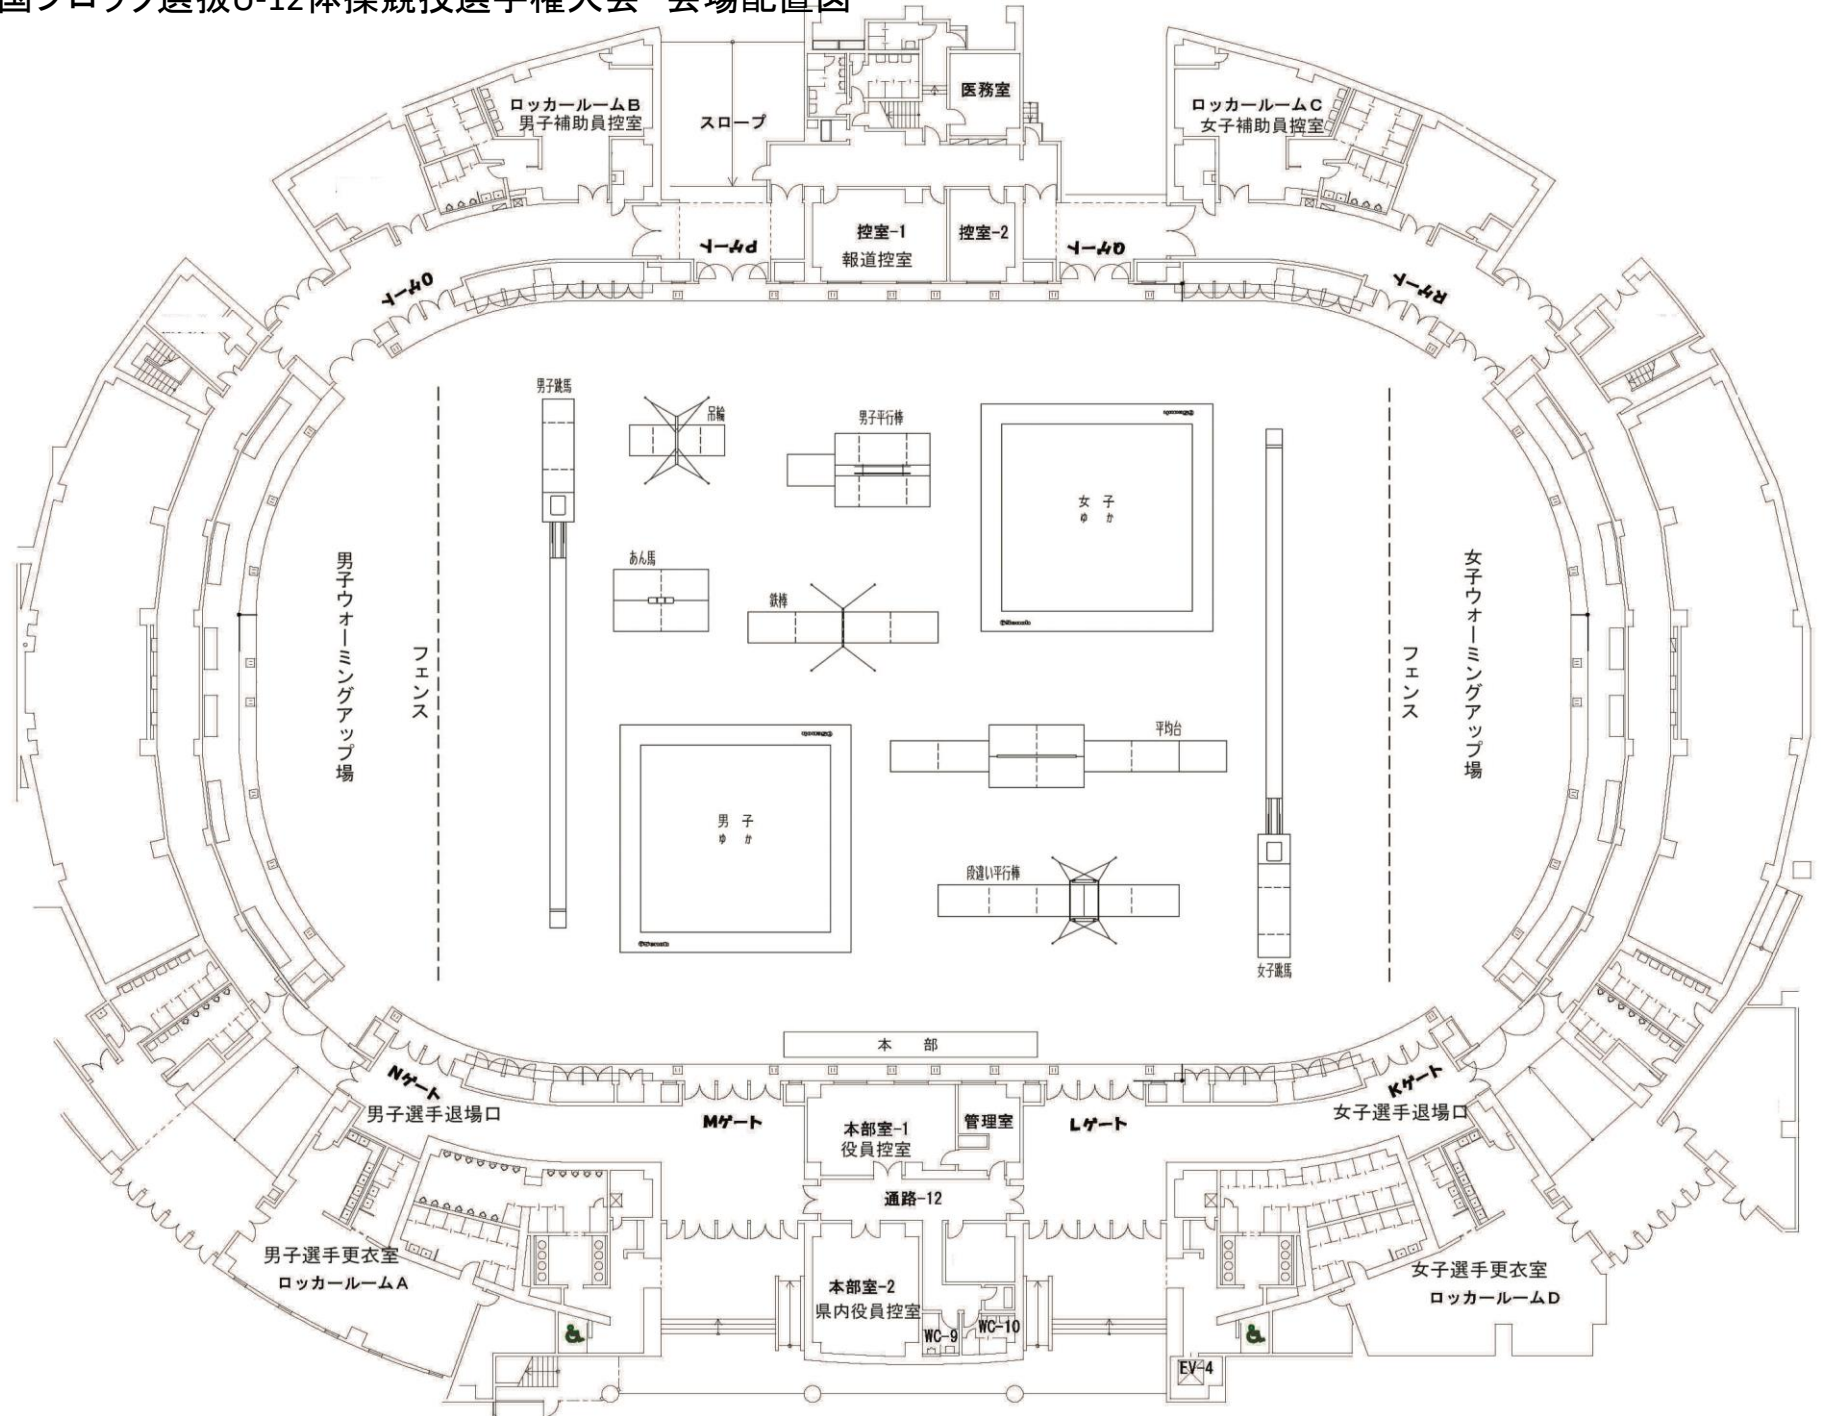 国ブロック選抜U-12体操競技選手権大会 会場配置図
医務室
ロッカールームB
男子補助員控室
スロープ
ロッカールームC
女子補助員控室
控室-1
報道控室
控室-2
Pゲート
Qゲート
Oゲート
Rゲート
男子跳馬
吊輪
男子平行棒
女子
ゆか
あん馬
鉄棒
男子ウォーミングアップ場
フェンス
フェンス
女子ウォーミングアップ場
平均台
男子
ゆか
段違い平行棒
女子跳馬
本部
Nゲート
男子選手退場口
Mゲート
本部室-1
役員控室
管理室
Lゲート
Kゲート
女子選手退場口
通路-12
男子選手更衣室
ロッカールームA
本部室-2
県内役員控室
WC-9
WC-10
女子選手更衣室
ロッカールームD
EV-4